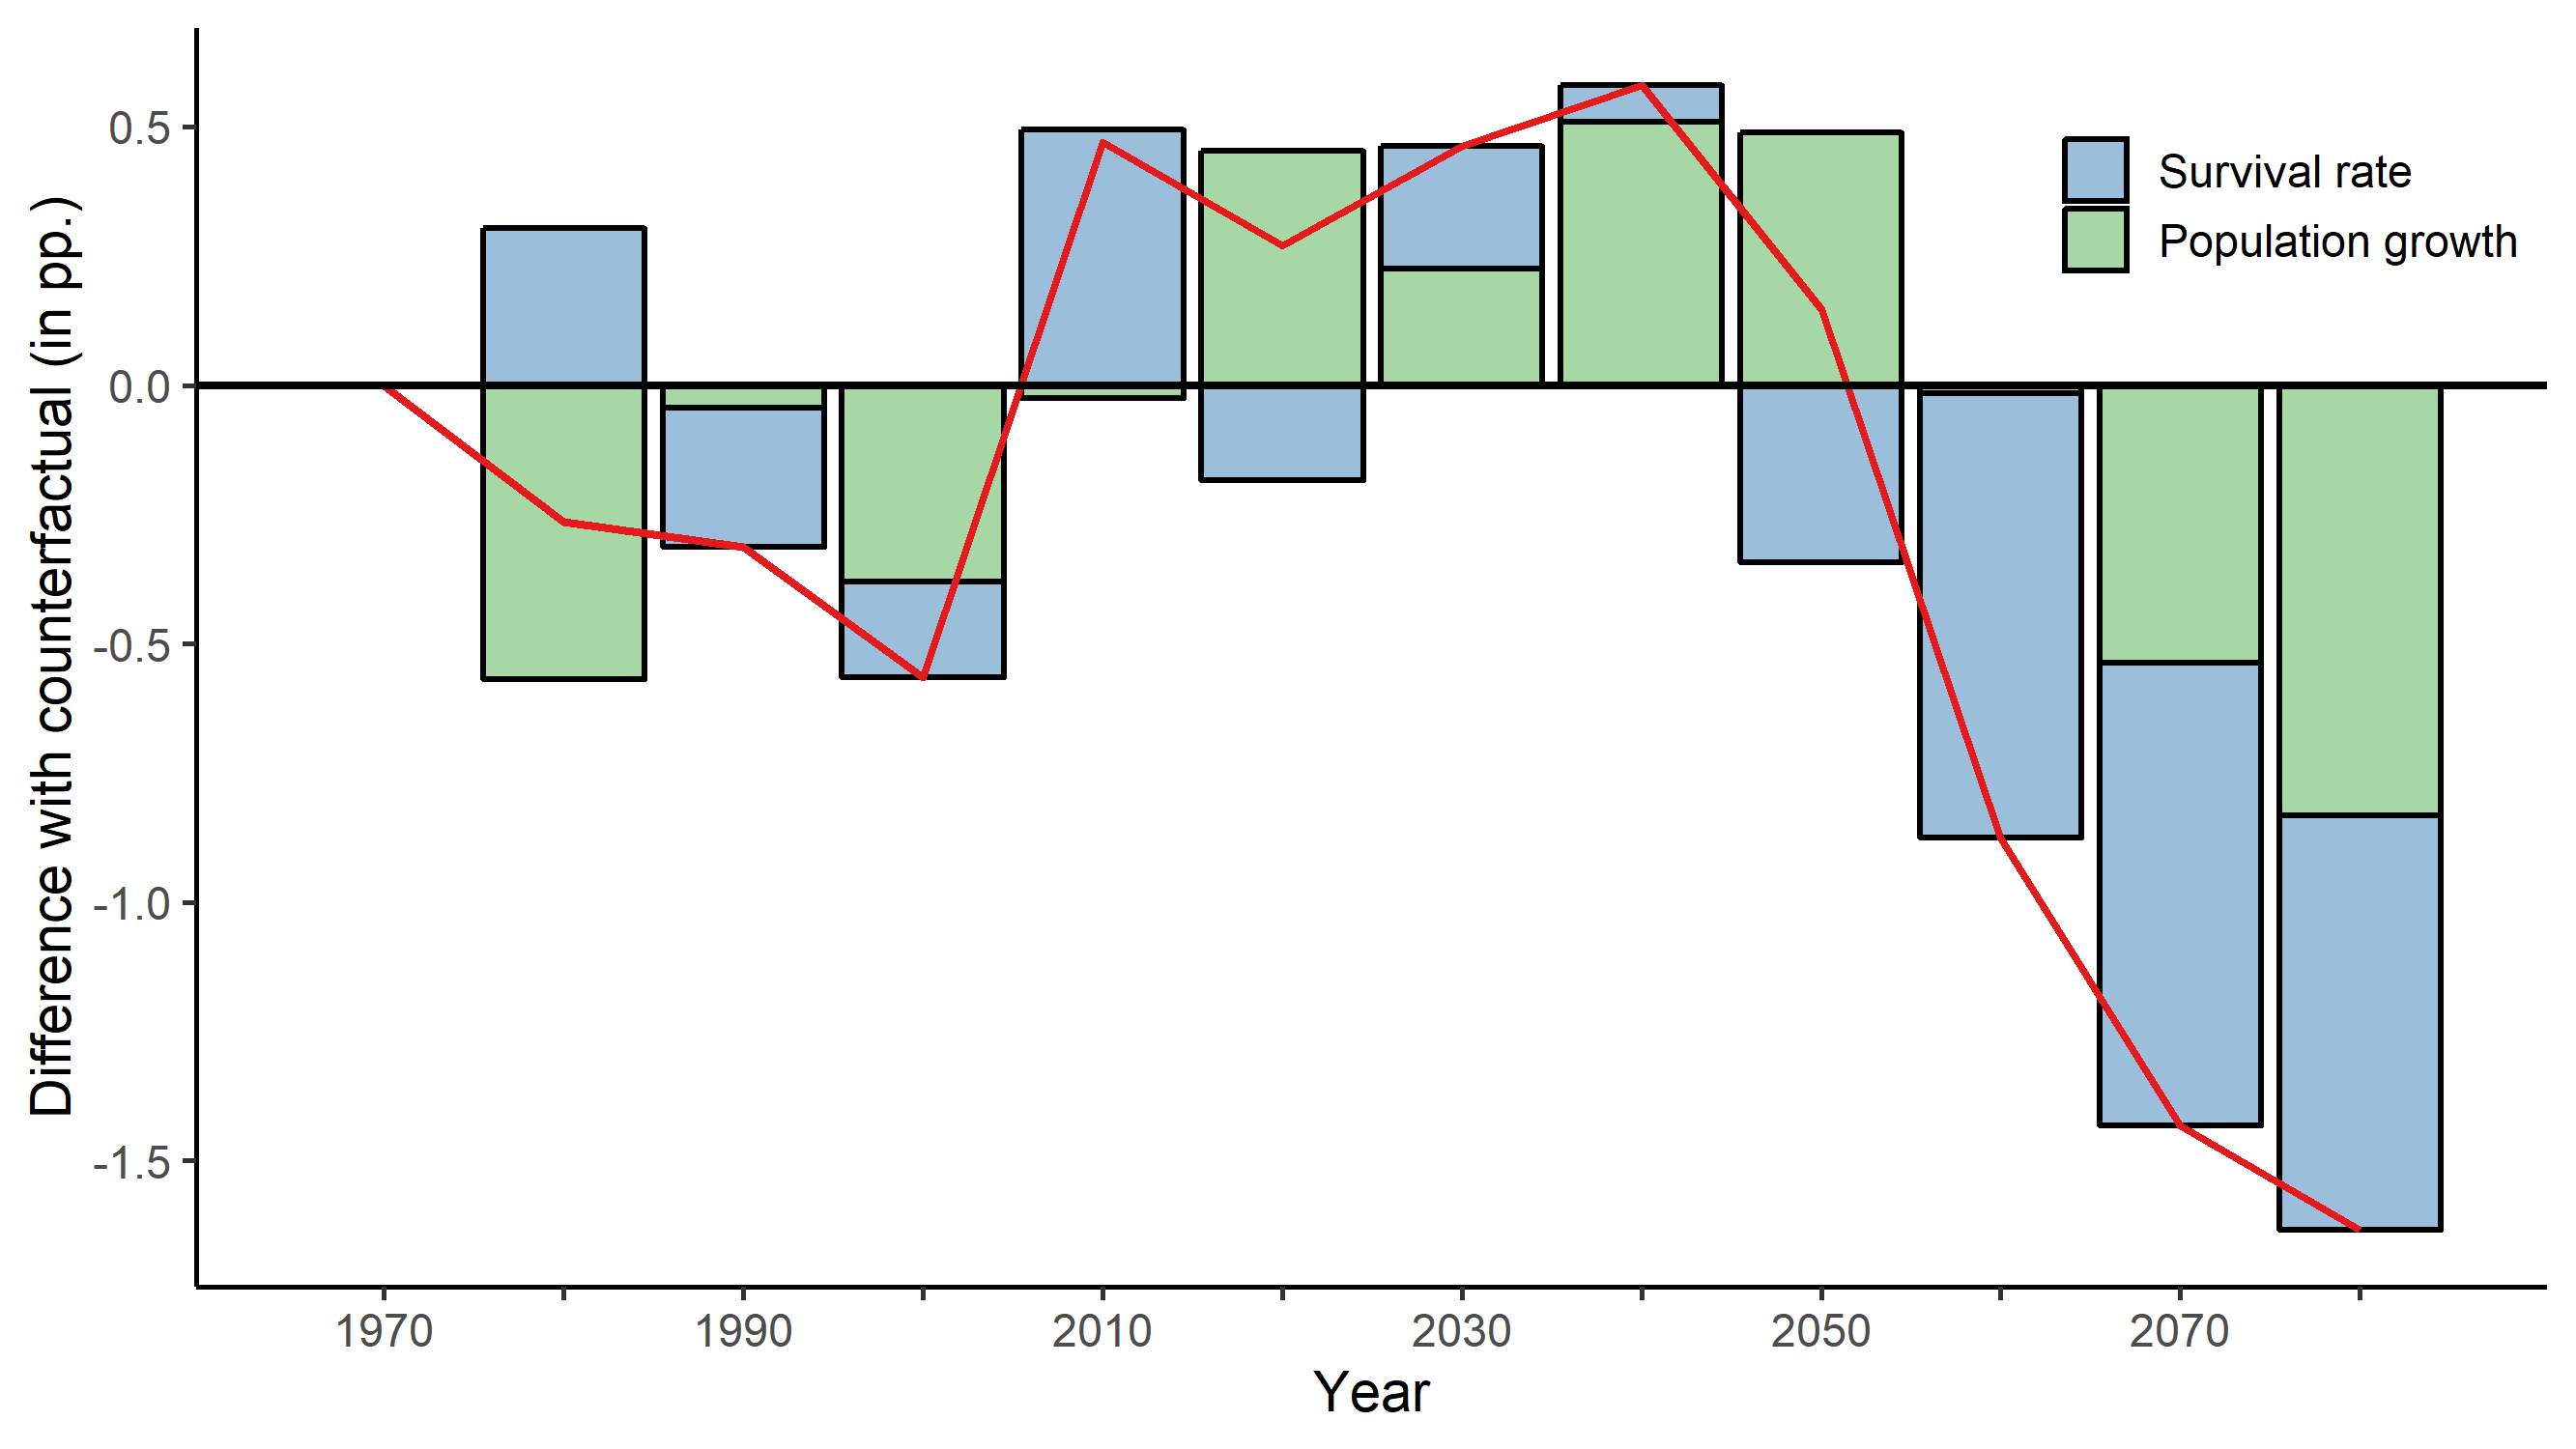 Difference with counterfactual (in pp.)
0.5
0.0
-0.5
-1.0
-1.5
Survival rate
Population growth
1970 1990 2010 2030 2050 2070
Year